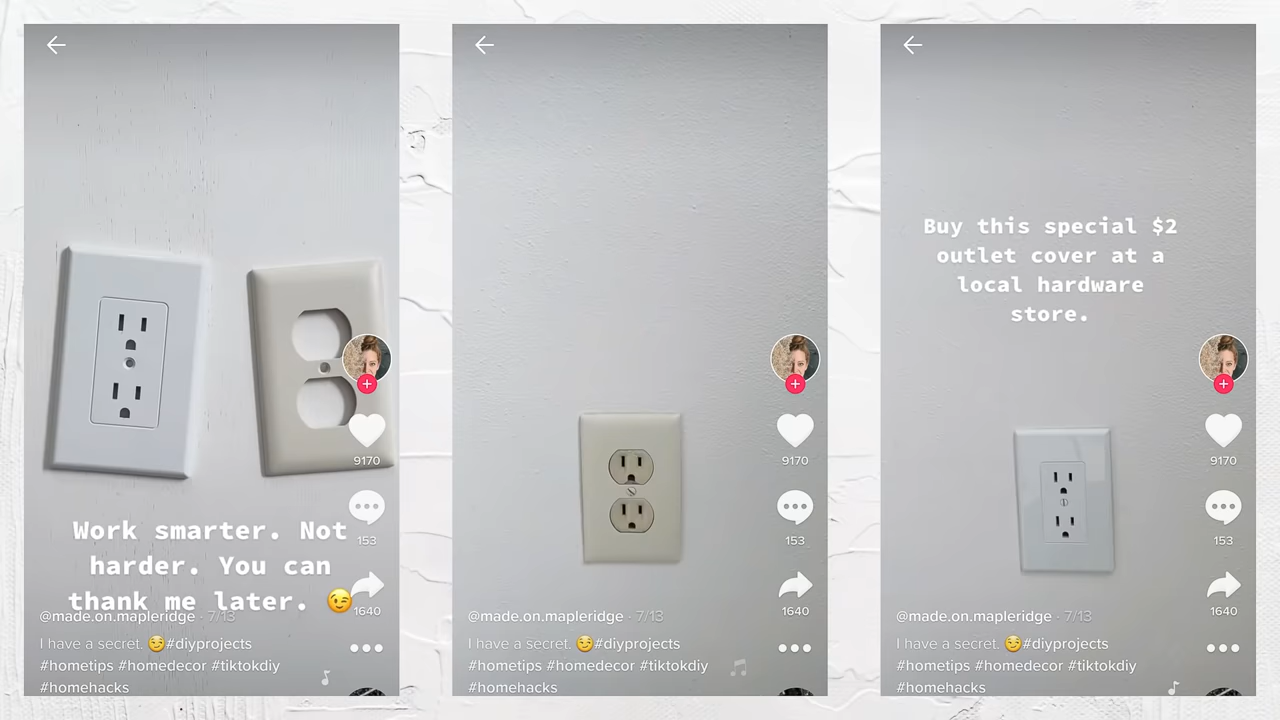 Work smarter. Not
harder. You can
thank me later. 😉
9170
153
1640
@made.on.mapleridge · 7/13
I have a secret. 😏#diyprojects
#hometips #homedecor #tiktokdiy
#homehacks
9170
153
1640
@made.on.mapleridge · 7/13
I have a secret. 😏#diyprojects
#hometips #homedecor #tiktokdiy
#homehacks
Buy this special $2
outlet cover at a
local hardware
store.
9170
153
1640
@made.on.mapleridge · 7/13
I have a secret. 😏#diyprojects
#hometips #homedecor #tiktokdiy
#homehacks